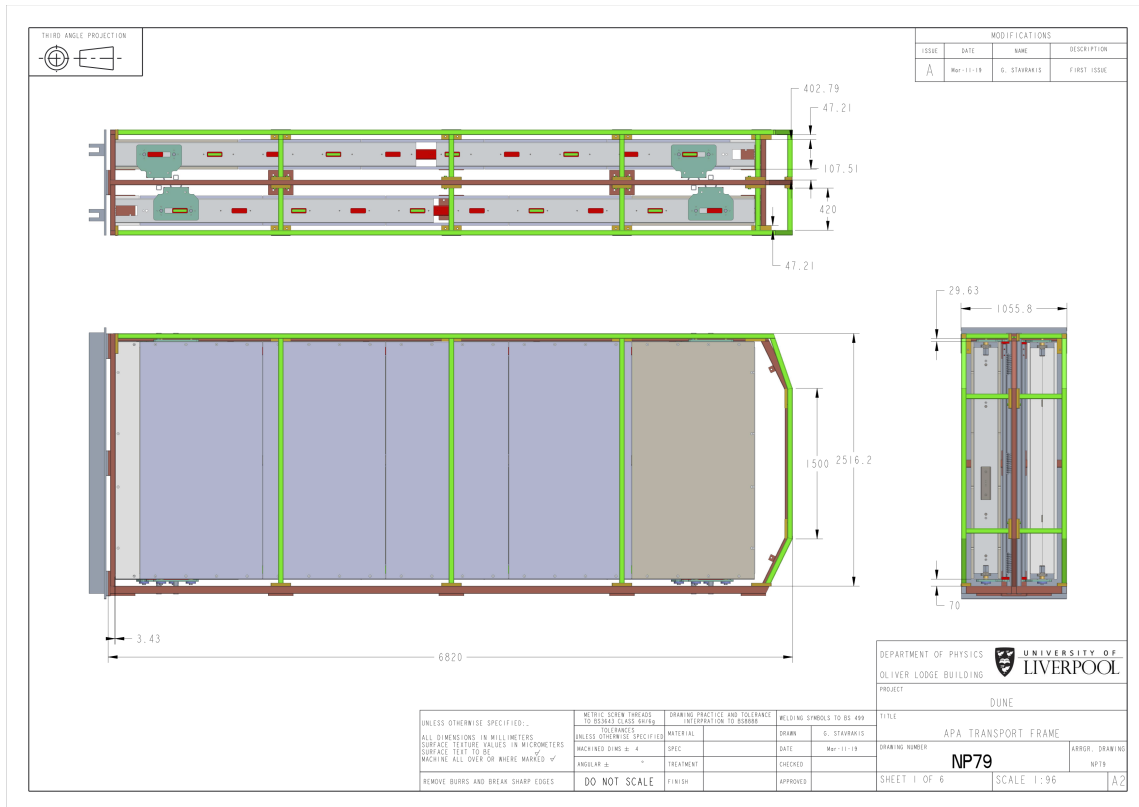 THIRD ANGLE PROJECTION
MODIFICATIONS
ISSUE DATE NAME DESCRIPTION
A Mar-11-19 G. STAVRAKIS FIRST ISSUE
402.79
47.21
107.51
420
47.21
29.63
1055.8
1500 2516.2
70
3.43
6820
DEPARTMENT OF PHYSICS
OLIVER LODGE BUILDING
UNIVERSITY OF
LIVERPOOL
PROJECT
DUNE
TITLE
APA TRANSPORT FRAME
DRAWING NUMBER
NP79
ARRGR. DRAWING
NP79
SHEET 1 OF 6
SCALE 1:96
A2
UNLESS OTHERWISE SPECIFIED:.
ALL DIMENSIONS IN MILLIMETERS
SURFACE TEXTURE VALUES IN MICROMETERS
SURFACE TEXT TO BE
MACHINE ALL OVER OR WHERE MARKED
REMOVE BURRS AND BREAK SHARP EDGES
METRIC SCREW THREADS
TO BS3643 CLASS 6H/6g
TOLERANCES
UNLESS OTHERWISE SPECIFIED
MACHINED DIMS ± 4
ANGULAR ± °
DO NOT SCALE
DRAWING PRACTICE AND TOLERANCE
INTERPRATION TO BS8888
MATERIAL
SPEC
TREATMENT
FINISH
WELDING SYMBOLS TO BS 499
DRAWN G. STAVRAKIS
DATE Mar-11-19
CHECKED
APPROVED